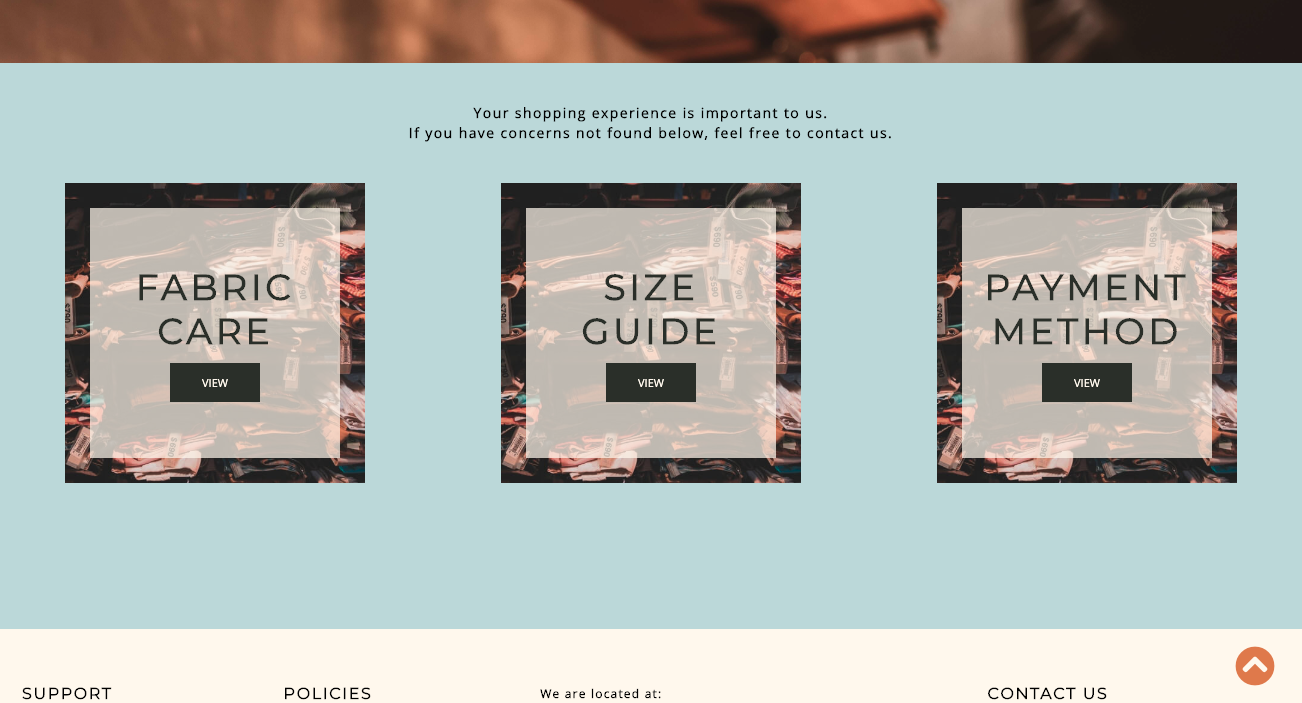 Your shopping experience is important to us.
If you have concerns not found below, feel free to contact us.
FABRIC
CARE
VIEW
SIZE
GUIDE
VIEW
PAYMENT
METHOD
VIEW
SUPPORT
POLICIES
We are located at:
CONTACT US